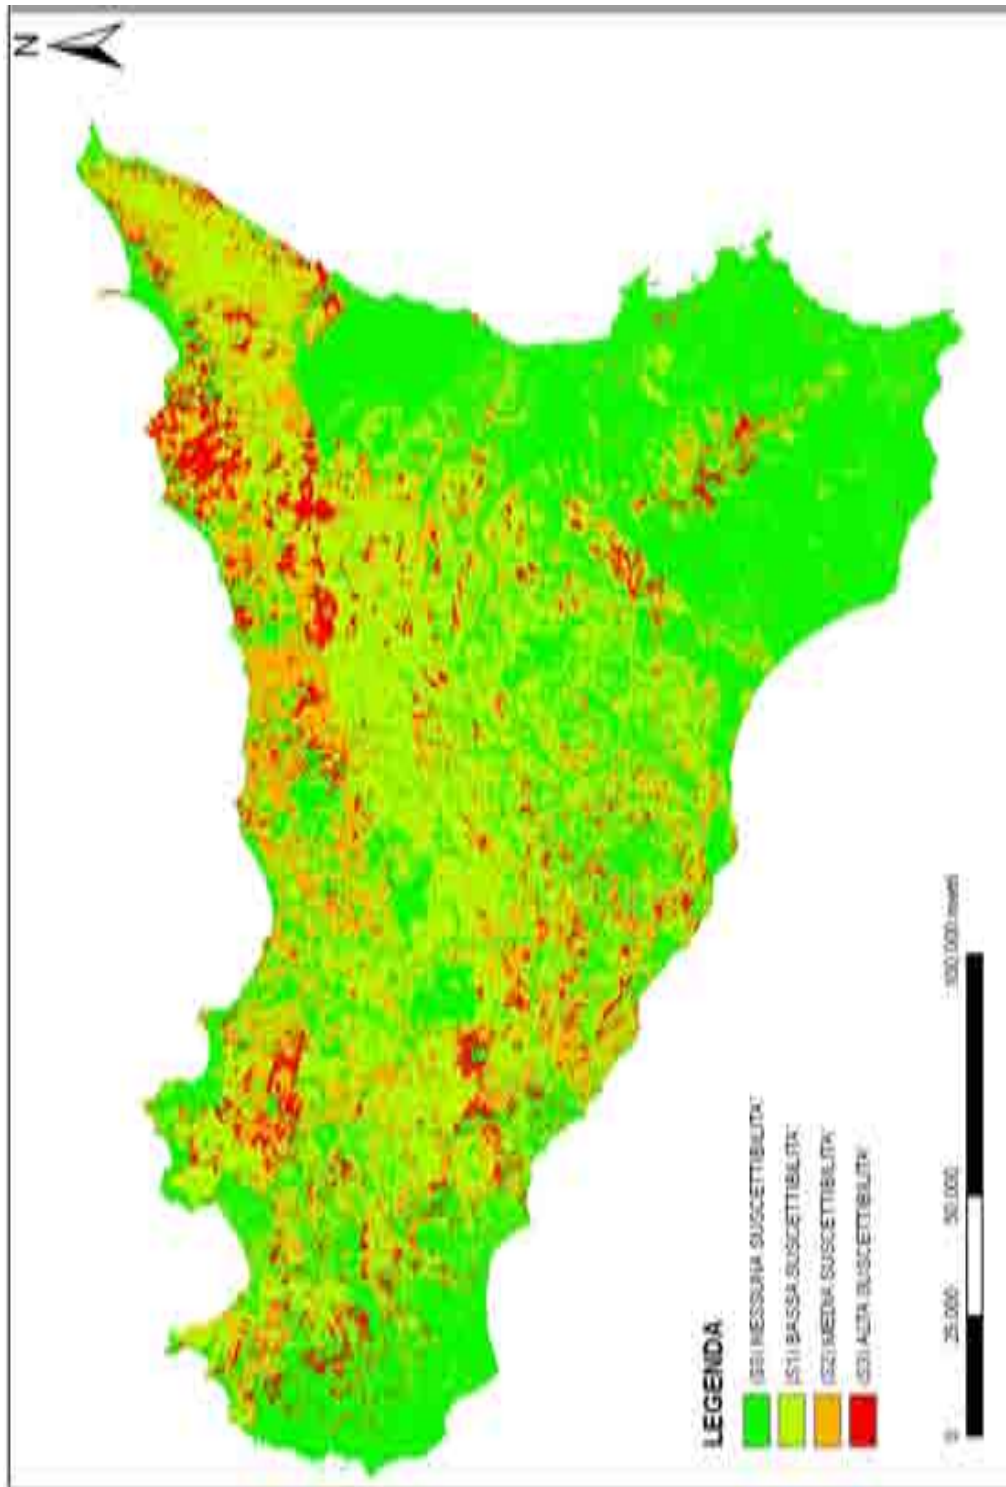 N
LEGENDA
(S0) NESSUNA SUSCETTIBILITA'
(S1) BASSA SUSCETTIBILITA'
(S2) MEDIA SUSCETTIBILITA'
(S3) ALTA SUSCETTIBILITA'
0 25.000 50.000 100.000 metri